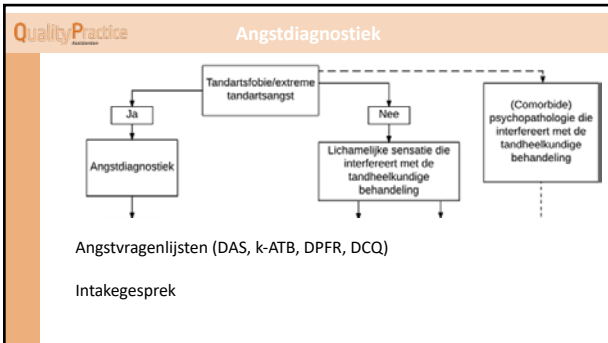 QualityPractice
Assistenten
Angstdiagnostiek
Tandartsfobie/extreme
tandartsangst
Ja
Nee
(Comorbide)
psychopathologie die
interfereert met de
tandheelkundige
behandeling
Angstdiagnostiek
Lichamelijke sensatie die
interfereert met de
tandheelkundige
behandeling
Angstvragenlijsten (DAS, k-ATB, DPFR, DCQ)
Intakegesprek